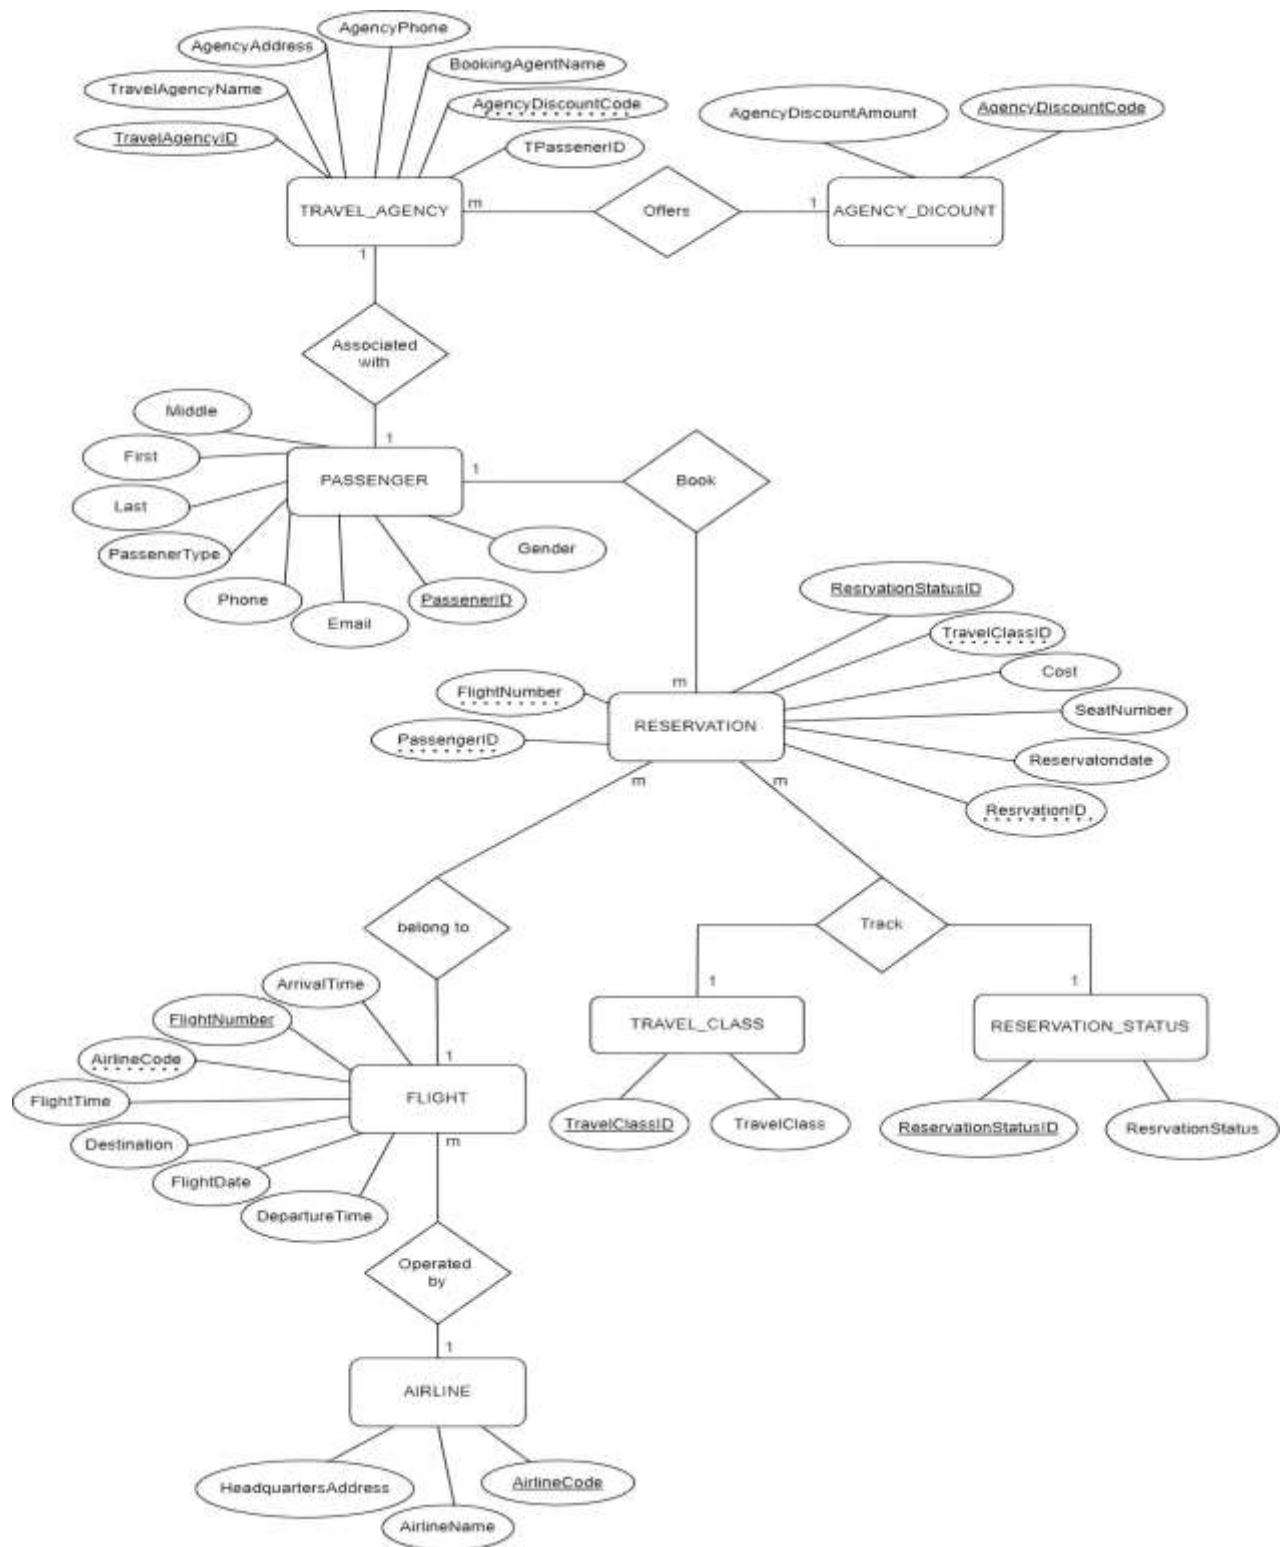 AgencyPhone
AgencyAddress
BookingAgentName
TravelAgencyName
AgencyDiscountCode
TravelAgencyID
TPassenerID
AgencyDiscountAmount
AgencyDiscountCode
TRAVEL_AGENCY
m
Offers
1
AGENCY_DICOUNT
1
Associated
with
1
Middle
First
Last
PassenerType
Phone
Email
PassenerID
Gender
PASSENGER
1
Book
m
ResrvationStatusID
TravelClassID
Cost
SeatNumber
Reservatondate
ResrvationID
FlightNumber
PassengerID
RESERVATION
m
m
belong to
1
Track
1
1
TRAVEL_CLASS
RESERVATION_STATUS
TravelClassID
TravelClass
ReservationStatusID
ResrvationStatus
ArrivalTime
FlightNumber
AirlineCode
FlightTime
Destination
FlightDate
DepartureTime
FLIGHT
m
Operated
by
1
AIRLINE
HeadquartersAddress
AirlineName
AirlineCode